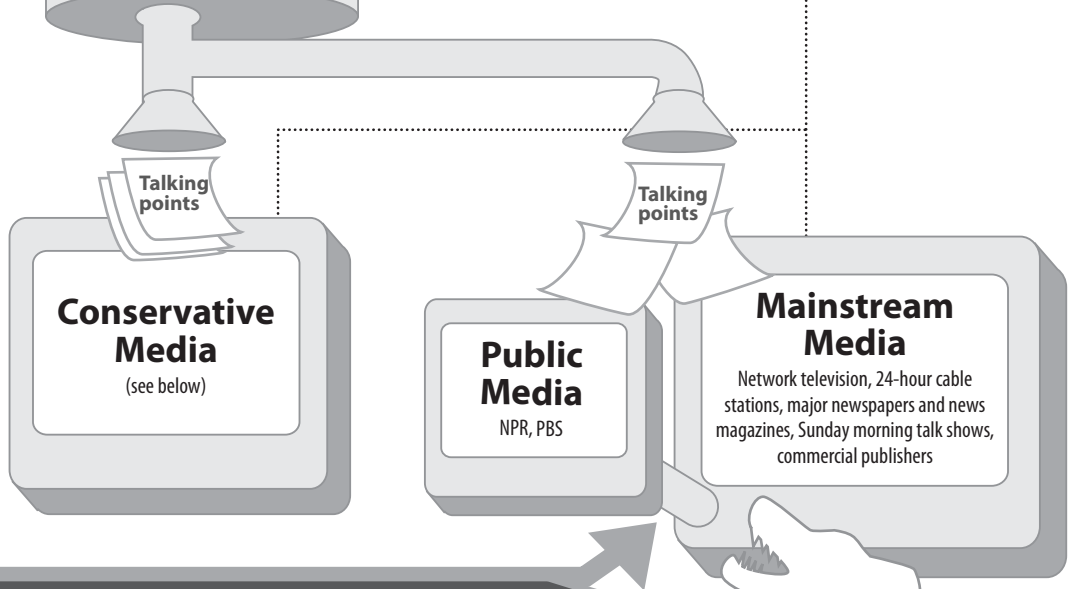 Talking
points
Talking
points
Conservative
Media
(see below)
Public
Media
NPR, PBS
Mainstream
Media
Network television, 24-hour cable
stations, major newspapers and news
magazines, Sunday morning talk shows,
commercial publishers